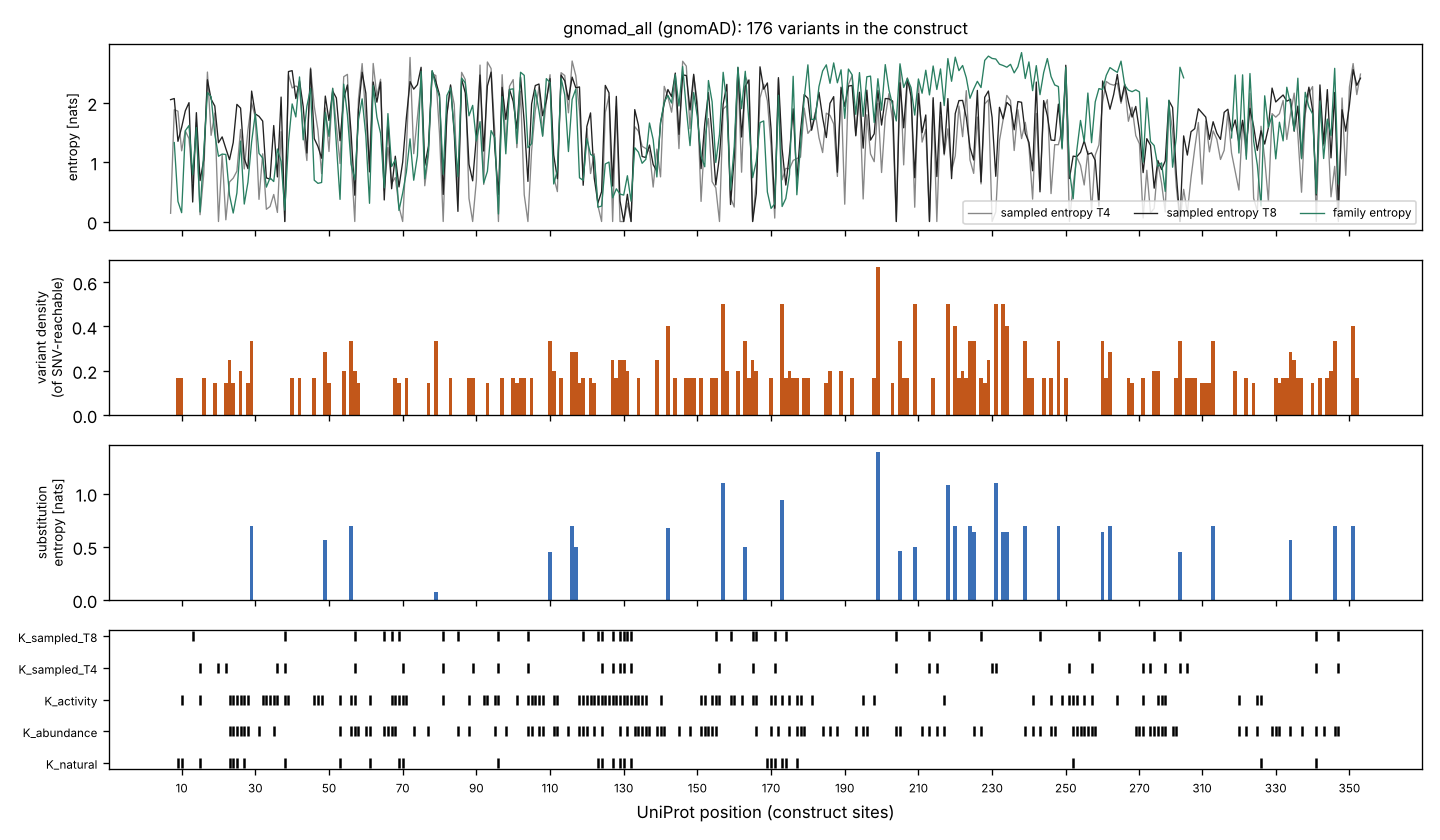 gnomad_all (gnomAD): 176 variants in the construct
entropy [nats]
2
1
0
sampled entropy T4
sampled entropy T8
family entropy
variant density
(of SNV-reachable)
0.6
0.4
0.2
0.0
substitution
entropy [nats]
1.0
0.5
0.0
K_sampled_T8
K_sampled_T4
K_activity
K_abundance
K_natural
10 30 50 70 90 110 130 150 170 190 210 230 250 270 310 330 350
UniProt position (construct sites)